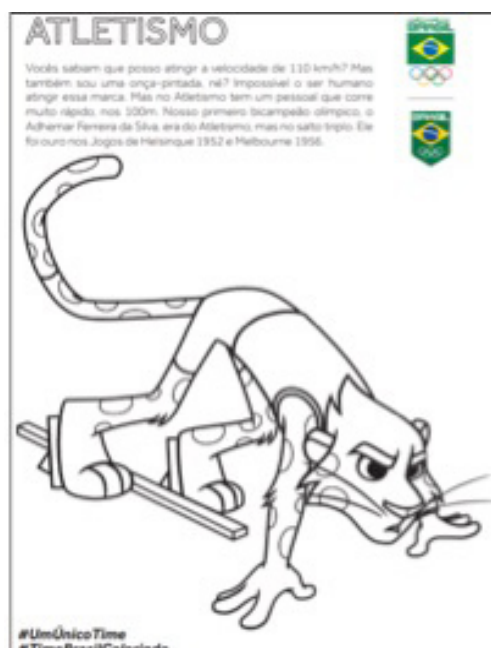 ATLETISMO
BRASIL
Vocês sabiam que posso atingir a velocidade de 110 km/h? Mas
também sou uma onça-pintada, né? Impossível o ser humano
atingir essa marca. Mas no Atletismo tem um pessoal que corre
muito rápido, nos 100m. Nosso primeiro bicampeão olímpico, o
Adhemar Ferreira da Silva, era do Atletismo, mas no salto triplo. Ele
foi ouro nos Jogos de Helsinque 1952 e Melbourne 1956.
BRASIL
#UmÚnicoTime
#TimeBrasilColorindo